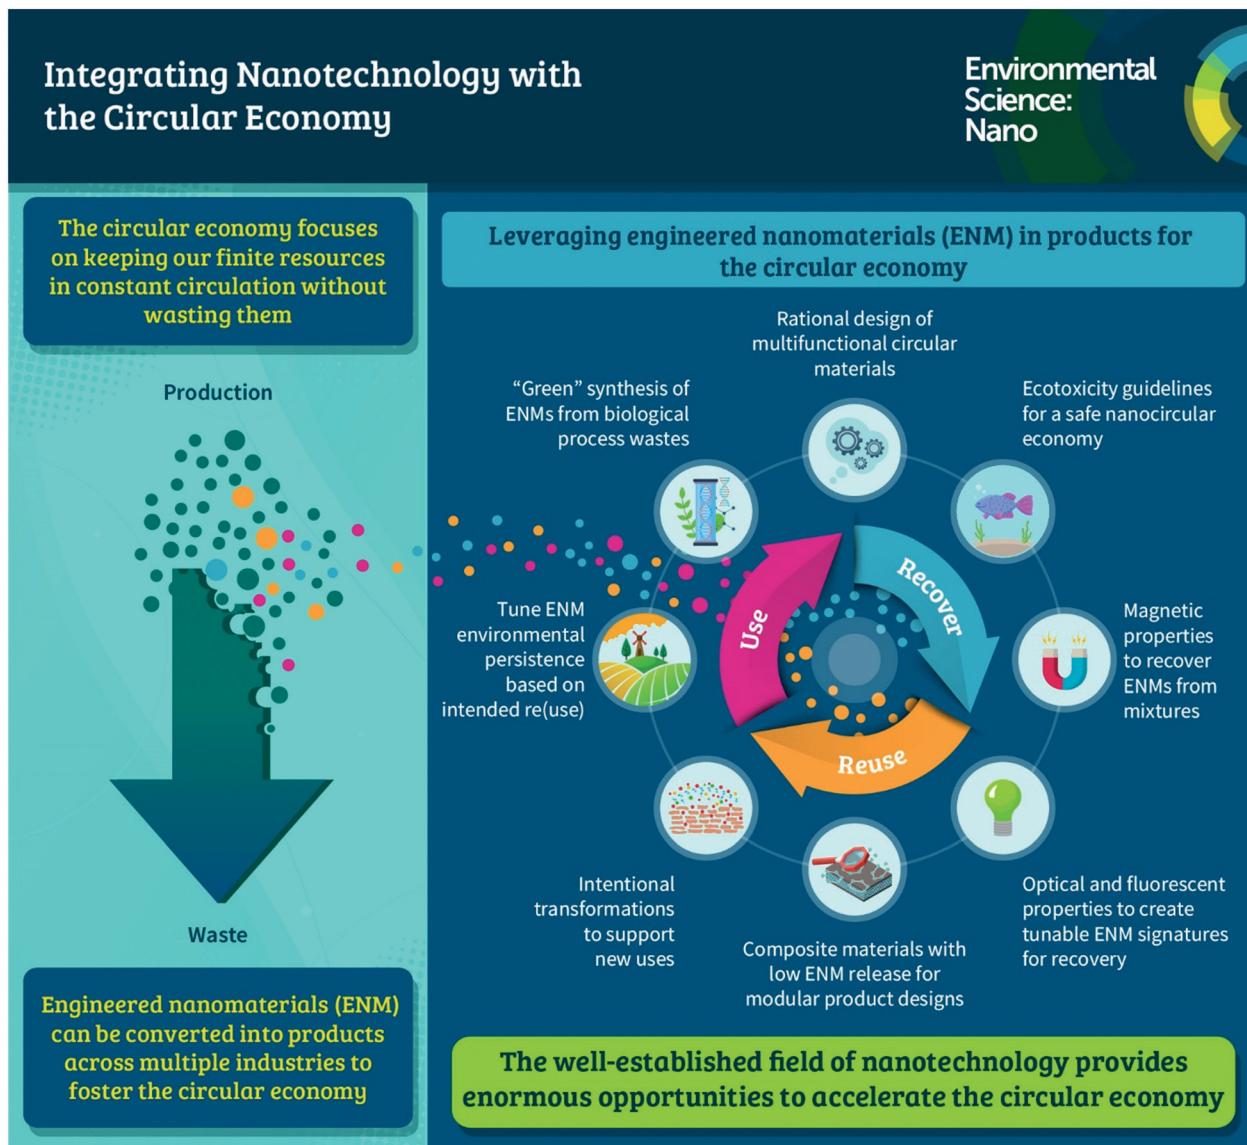 Integrating Nanotechnology with
the Circular Economy
Environmental
Science:
Nano
The circular economy focuses
on keeping our finite resources
in constant circulation without
wasting them
Production
Waste
Engineered nanomaterials (ENM)
can be converted into products
across multiple industries to
foster the circular economy
Leveraging engineered nanomaterials (ENM) in products for
the circular economy
Rational design of
multifunctional circular
materials
"Green" synthesis of
ENMs from biological
process wastes
Ecotoxicity guidelines
for a safe nanocircular
economy
Tune ENM
environmental
persistence
based on
intended re(use)
Use
Recover
Reuse
Magnetic
properties
to recover
ENMs from
mixtures
Intentional
transformations
to support
new uses
Composite materials with
low ENM release for
modular product designs
Optical and fluorescent
properties to create
tunable ENM signatures
for recovery
The well-established field of nanotechnology provides
enormous opportunities to accelerate the circular economy